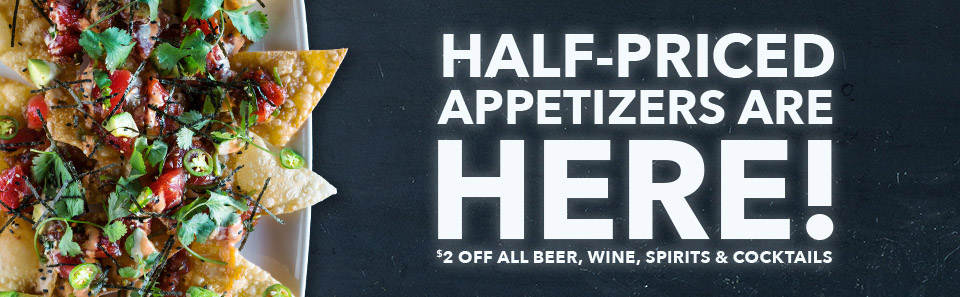 HALF-PRICED
APPETIZERS ARE
HERE!
$2 OFF ALL BEER, WINE, SPIRITS & COCKTAILS